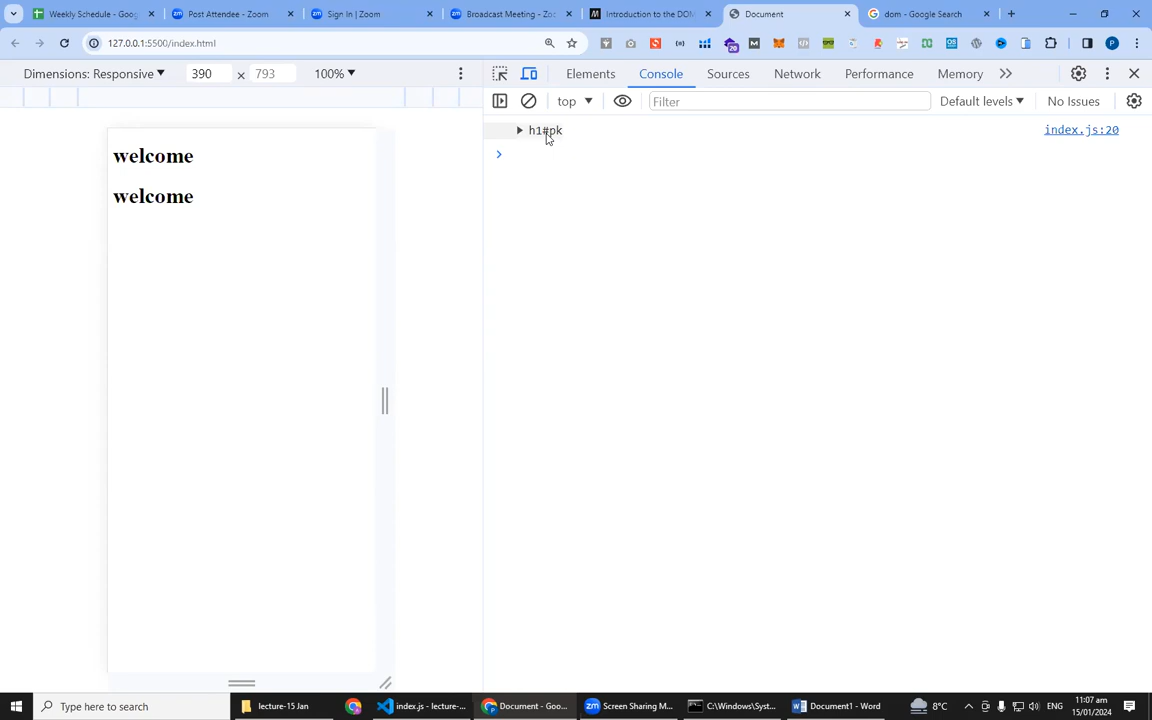 Weekly Schedule -
Post Attendee - Zoom
Sign In | Zoom
Broadcast Meeting - Zo
Introduction to the DOM
Document
dom - Google Search
127.0.0.1:5500/index.html
20
P
Dimensions: Responsive 390 × 793 100%
Elements Console Sources Network Performance Memory
top Filter Default levels No Issues
h1#pk index.js:20
welcome
welcome
Type here to search
lecture-15 Jan
index.js - lecture-...
Document - Goo...
Screen Sharing M...
C:\Windows\Syst...
Document1 - Word
8°C
ENG
11:07 am
15/01/2024